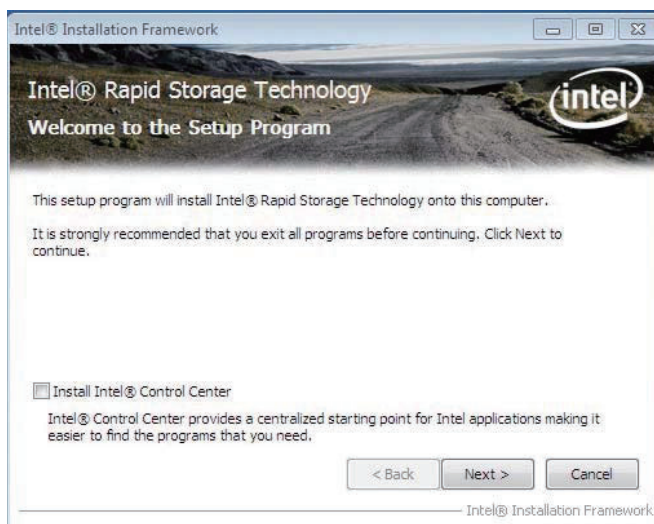 Intel® Installation Framework
Intel® Rapid Storage Technology
intel
Welcome to the Setup Program
This setup program will install Intel® Rapid Storage Technology onto this computer.
It is strongly recommended that you exit all programs before continuing. Click Next to
continue.
Install Intel® Control Center
Intel® Control Center provides a centralized starting point for Intel applications making it
easier to find the programs that you need.
< Back Next > Cancel
Intel® Installation Framework